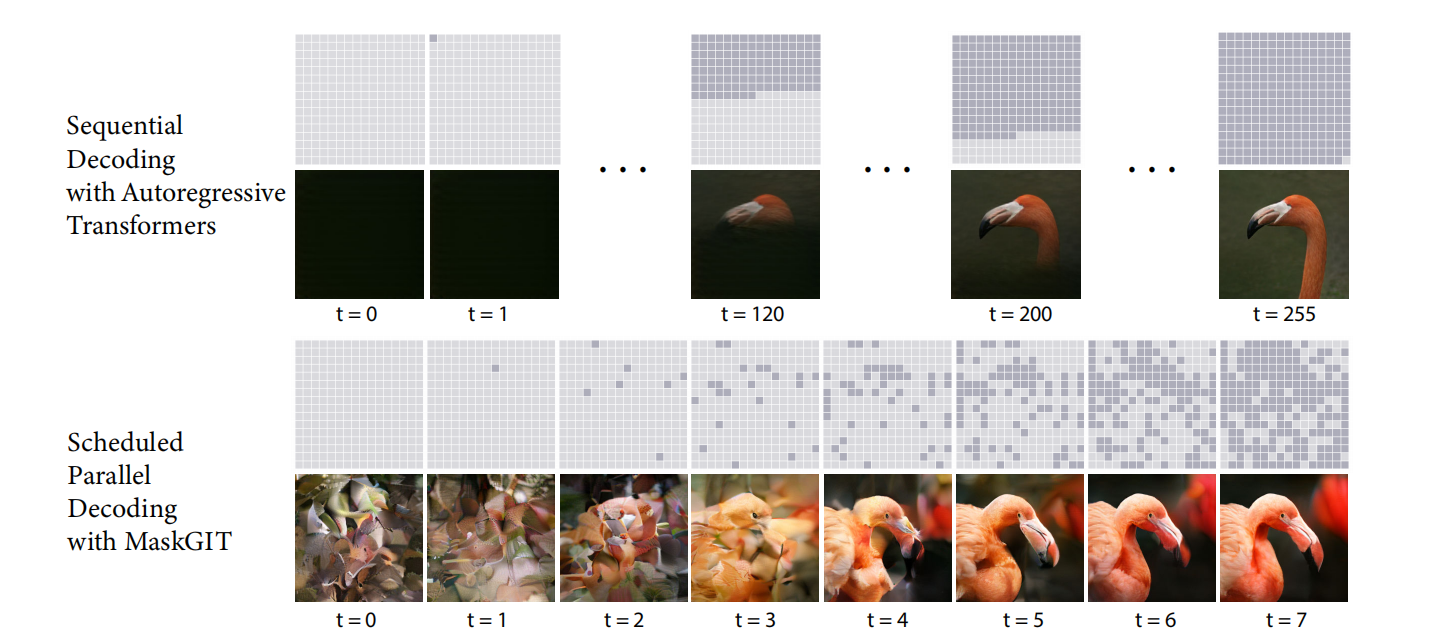 Sequential
Decoding
with Autoregressive
Transformers
. . .
. . .
. . .
t = 0
t = 1
t = 120
t = 200
t = 255
Scheduled
Parallel
Decoding
with MaskGIT
t = 0
t = 1
t = 2
t = 3
t = 4
t = 5
t = 6
t = 7